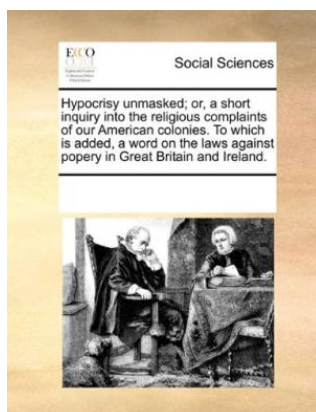 ECCO
Social Sciences
Hypocrisy unmasked; or, a short
inquiry into the religious complaints
of our American colonies. To which
is added, a word on the laws against
popery in Great Britain and Ireland.